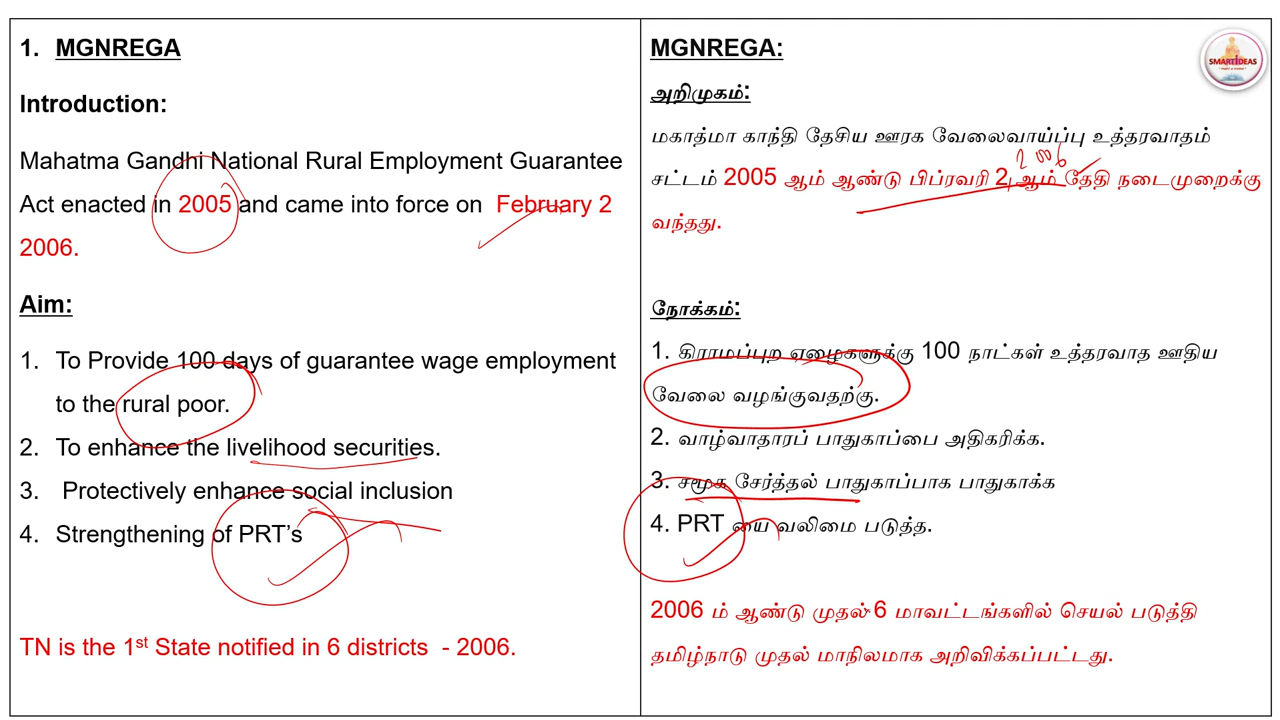 1. MGNREGA
Introduction:
Mahatma Gandhi National Rural Employment Guarantee
Act enacted in 2005 and came into force on February 2
2006.
Aim:
1. To Provide 100 days of guarantee wage employment
to the rural poor.
2. To enhance the livelihood securities.
3. Protectively enhance social inclusion
4. Strengthening of PRT’s
TN is the 1st State notified in 6 districts - 2006.
MGNREGA:
அறிமுகம்:
மகாத்மா காந்தி தேசிய ஊரக வேலைவாய்ப்பு உத்தரவாதம்
2006
சட்டம் 2005 ஆம் ஆண்டு பிப்ரவரி 2 ஆம் தேதி நடைமுறைக்கு
வந்தது.
நோக்கம்:
1. கிராமப்புற ஏழைகளுக்கு 100 நாட்கள் உத்தரவாத ஊதிய
வேலை வழங்குவதற்கு.
2. வாழ்வாதாரப் பாதுகாப்பை அதிகரிக்க.
3. சமூக சேர்த்தல் பாதுகாப்பாக பாதுகாக்க
4. PRT யை வலிமை படுத்த.
2006 ம் ஆண்டு முதல் 6 மாவட்டங்களில் செயல் படுத்தி
தமிழ்நாடு முதல் மாநிலமாக அறிவிக்கப்பட்டது.
SMART IDEAS